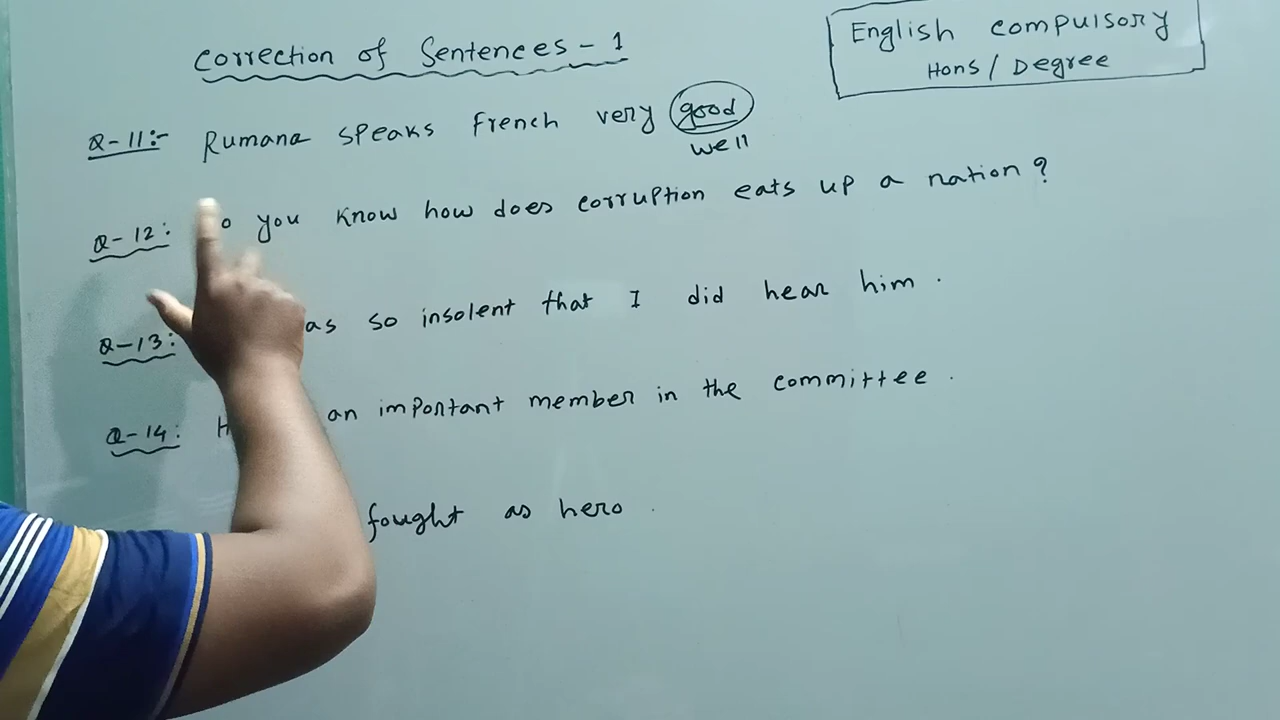 Correction of Sentences - 1
English compulsory
Hons / Degree
Q-11:- Rumana speaks French very good
well
Q-12: you know how does corruption eats up a nation?
Q-13: so insolent that I did hear him.
Q-14: an important member in the committee.
fought as hero.